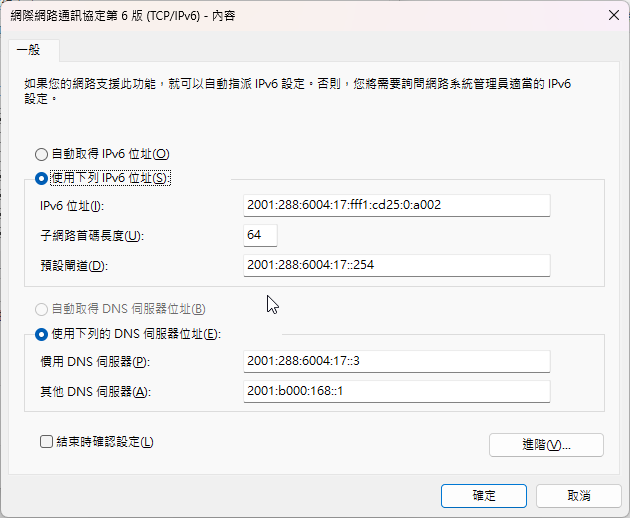 網際網路通訊協定第 6 版 (TCP/IPv6) - 內容
一般
如果您的網路支援此功能，就可以自動指派 IPv6 設定。否則，您將需要詢問網路系統管理員適當的 IPv6
設定。
自動取得 IPv6 位址(O)
使用下列 IPv6 位址(S):
IPv6 位址(I): 2001:288:6004:17:fff1:cd25:0:a002
子網路首碼長度(U): 64
預設閘道(D): 2001:288:6004:17::254
自動取得 DNS 伺服器位址(B)
使用下列的 DNS 伺服器位址(E):
慣用 DNS 伺服器(P): 2001:288:6004:17::3
其他 DNS 伺服器(A): 2001:b000:168::1
結束時確認設定(L)
進階(V)...
確定 取消